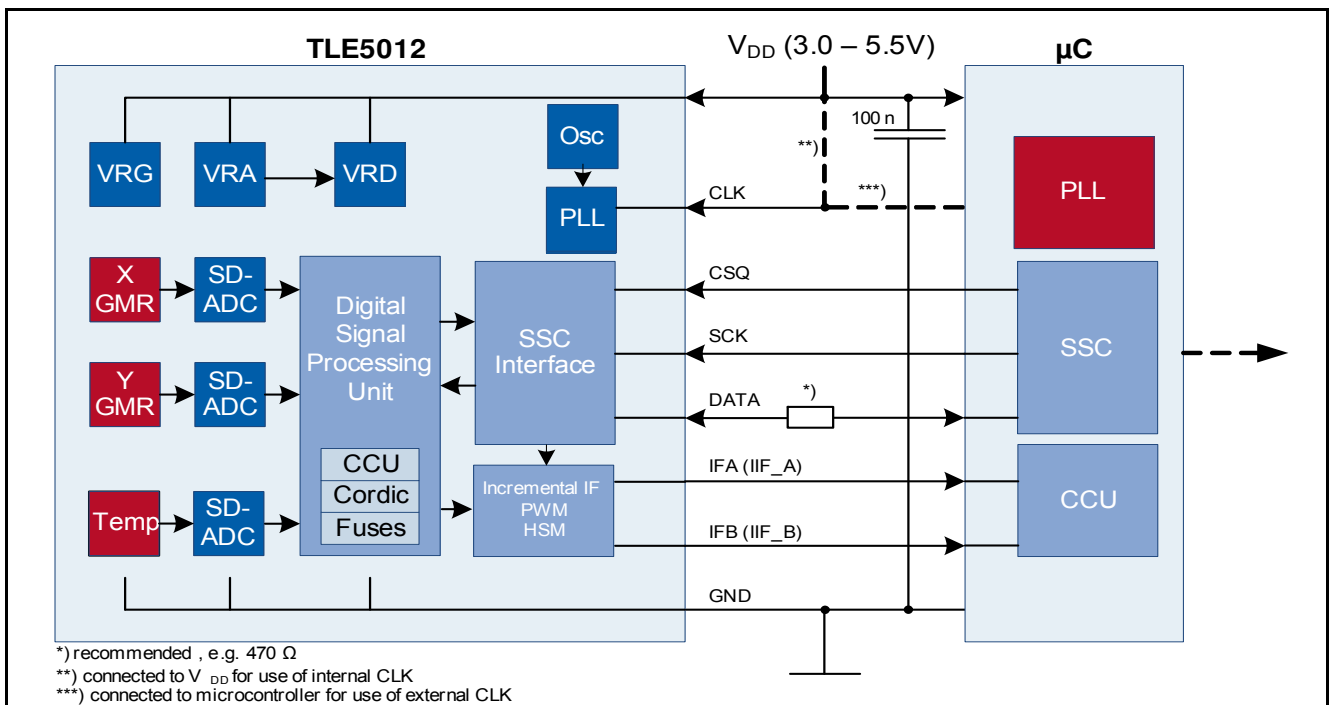 TLE5012
V DD (3.0 – 5.5V)
µC
100 n
**)
***)
VRG
VRA
VRD
Osc
PLL
CLK
PLL
X
GMR
SD-
ADC
Digital
Signal
Processing
Unit
SSC
Interface
CSQ
SCK
SSC
Y
GMR
SD-
ADC
DATA
*)
CCU
Cordic
Fuses
Incremental IF
PWM
HSM
IFA (IIF_A)
IFB (IIF_B)
CCU
Temp
SD-
ADC
GND
*) recommended , e.g. 470 Ω
**) connected to V DD for use of internal CLK
***) connected to microcontroller for use of external CLK